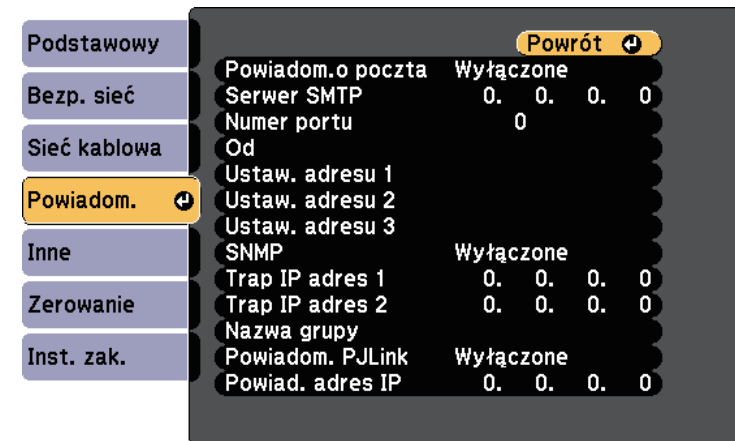 Podstawowy
Bezp. sieć
Sieć kablowa
Powiadom.
Inne
Zerowanie
Inst. zak.
Powrót
Powiadom.o poczta Wyłączone
Serwer SMTP 0. 0. 0. 0
Numer portu 0
Od
Ustaw. adresu 1
Ustaw. adresu 2
Ustaw. adresu 3
SNMP Wyłączone
Trap IP adres 1 0. 0. 0. 0
Trap IP adres 2 0. 0. 0. 0
Nazwa grupy
Powiadom. PJLink Wyłączone
Powiad. adres IP 0. 0. 0. 0